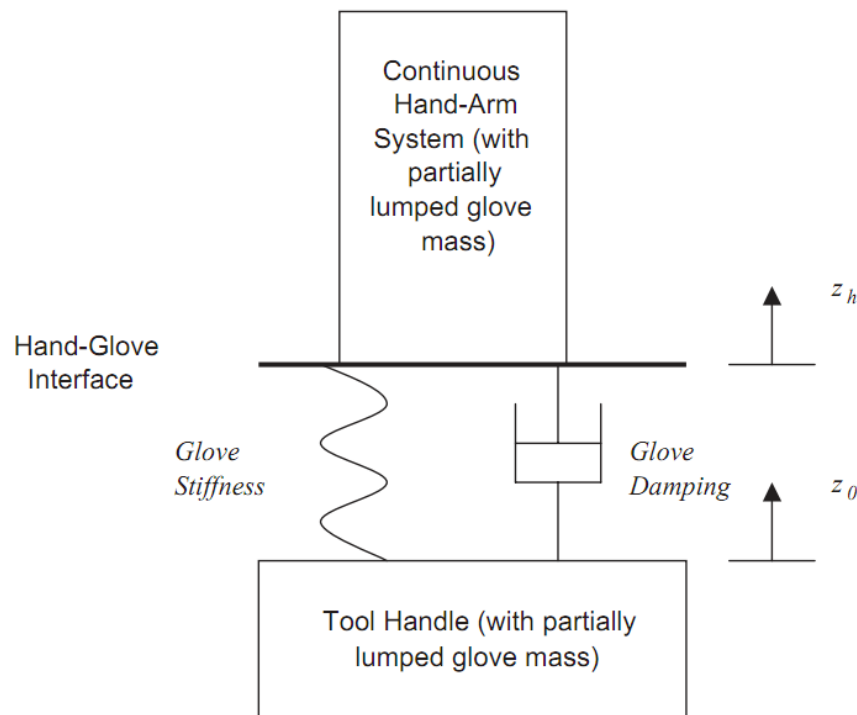 Continuous
Hand-Arm
System (with
partially
lumped glove
mass)
z h
Hand-Glove
Interface
Glove
Stiffness
Glove
Damping
z 0
Tool Handle (with partially
lumped glove mass)